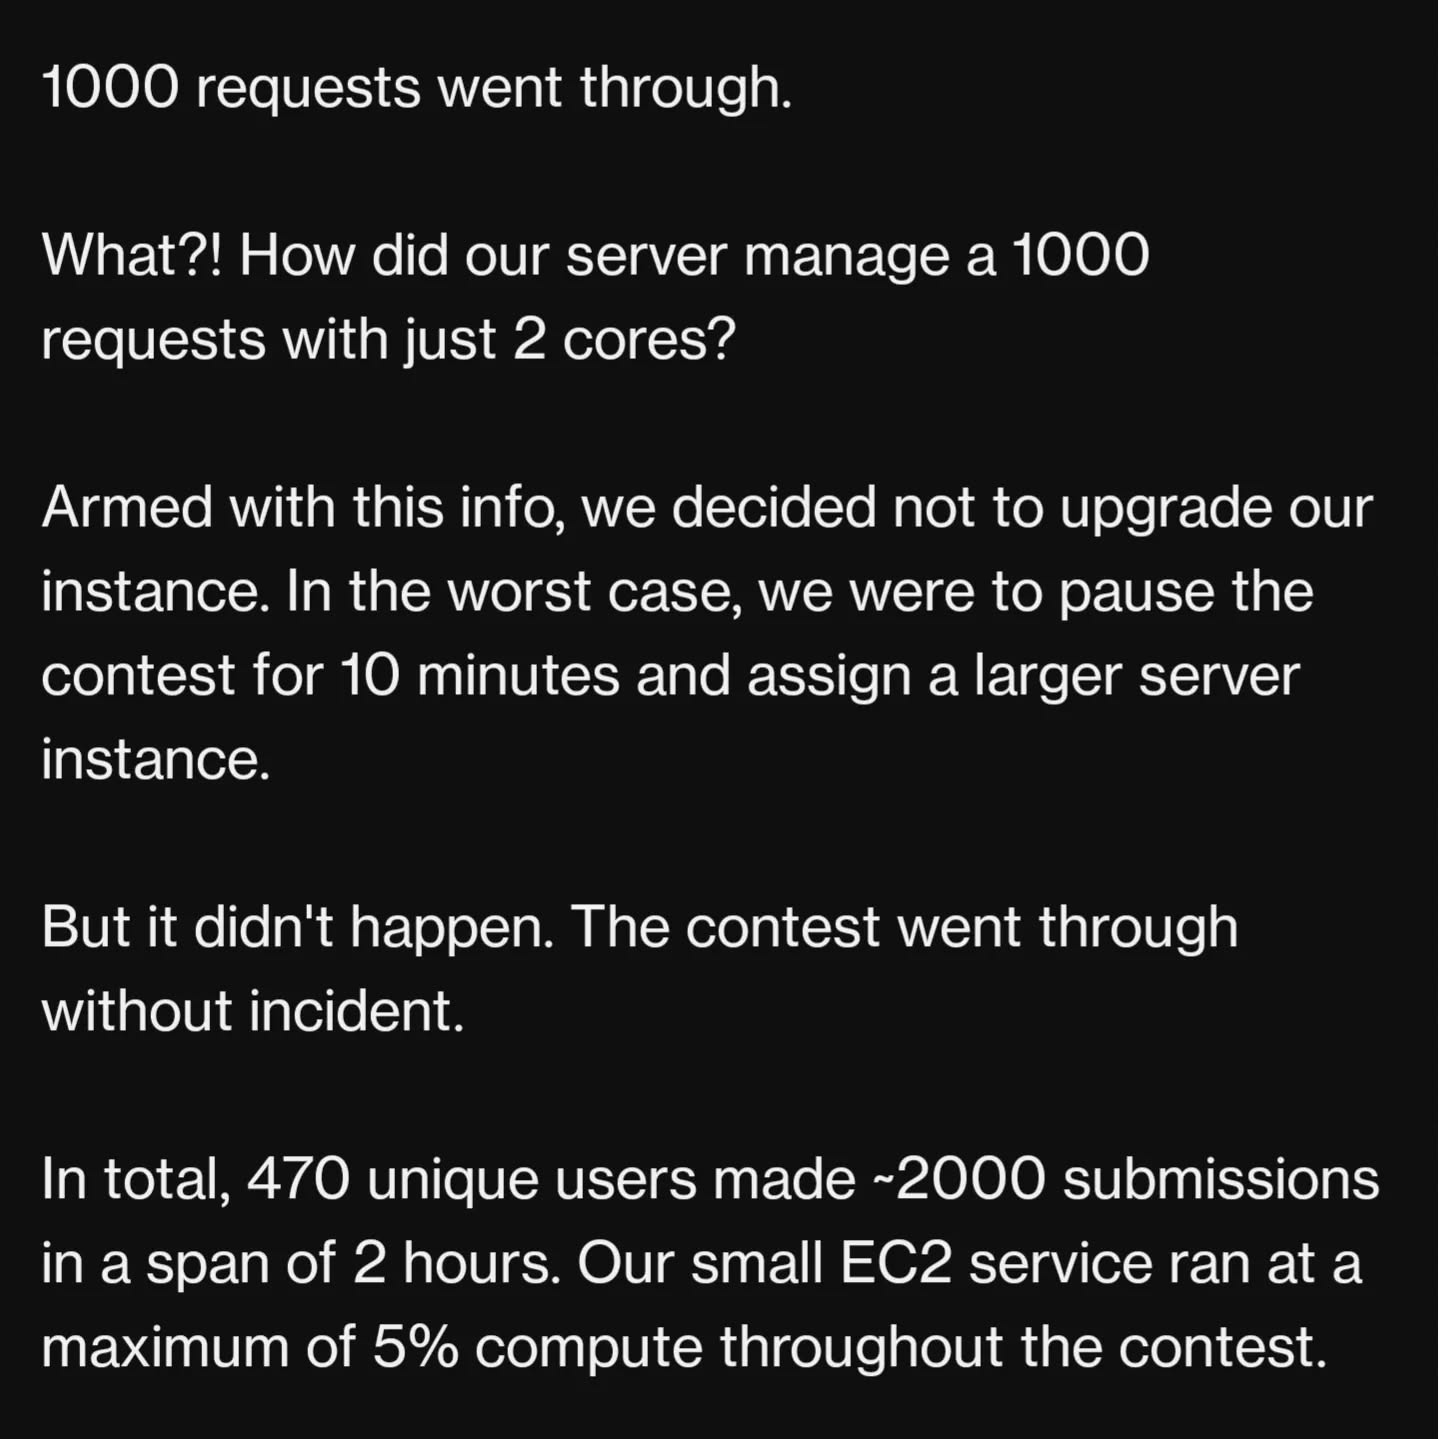 1000 requests went through.
What?! How did our server manage a 1000
requests with just 2 cores?
Armed with this info, we decided not to upgrade our
instance. In the worst case, we were to pause the
contest for 10 minutes and assign a larger server
instance.
But it didn't happen. The contest went through
without incident.
In total, 470 unique users made ~2000 submissions
in a span of 2 hours. Our small EC2 service ran at a
maximum of 5% compute throughout the contest.